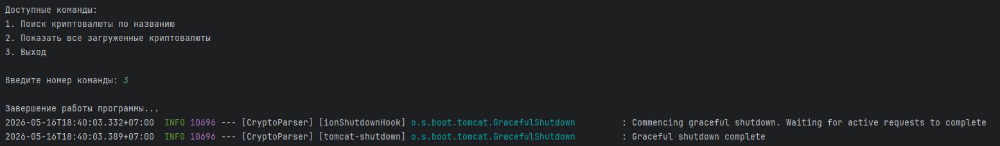 Доступные команды:
1. Поиск криптовалюты по названию
2. Показать все загруженные криптовалюты
3. Выход
Введите номер команды: 3
Завершение работы программы...
2026-05-16T18:40:03.332+07:00  INFO 10696 --- [CryptoParser] [ionShutdownHook] o.s.boot.tomcat.GracefulShutdown         : Commencing graceful shutdown. Waiting for active requests to complete
2026-05-16T18:40:03.389+07:00  INFO 10696 --- [CryptoParser] [tomcat-shutdown] o.s.boot.tomcat.GracefulShutdown         : Graceful shutdown complete